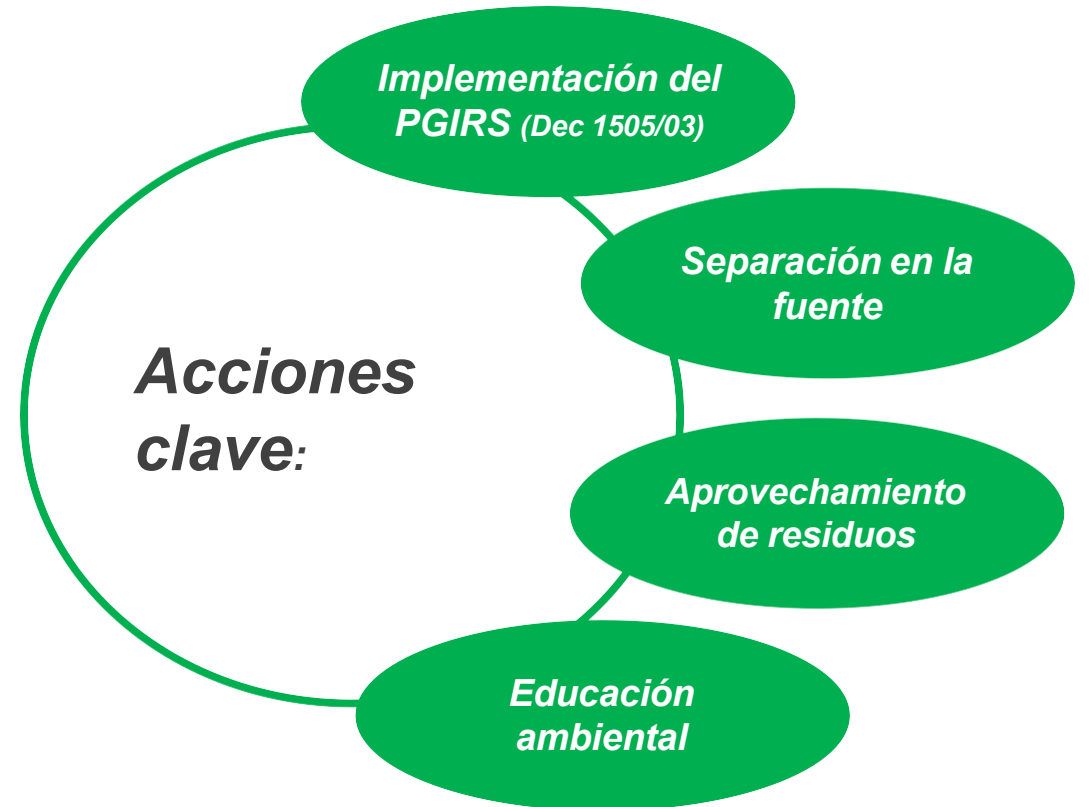 Implementación del
PGIRS (Dec 1505/03)
Separación en la
fuente
Acciones
clave:
Aprovechamiento
de residuos
Educación
ambiental